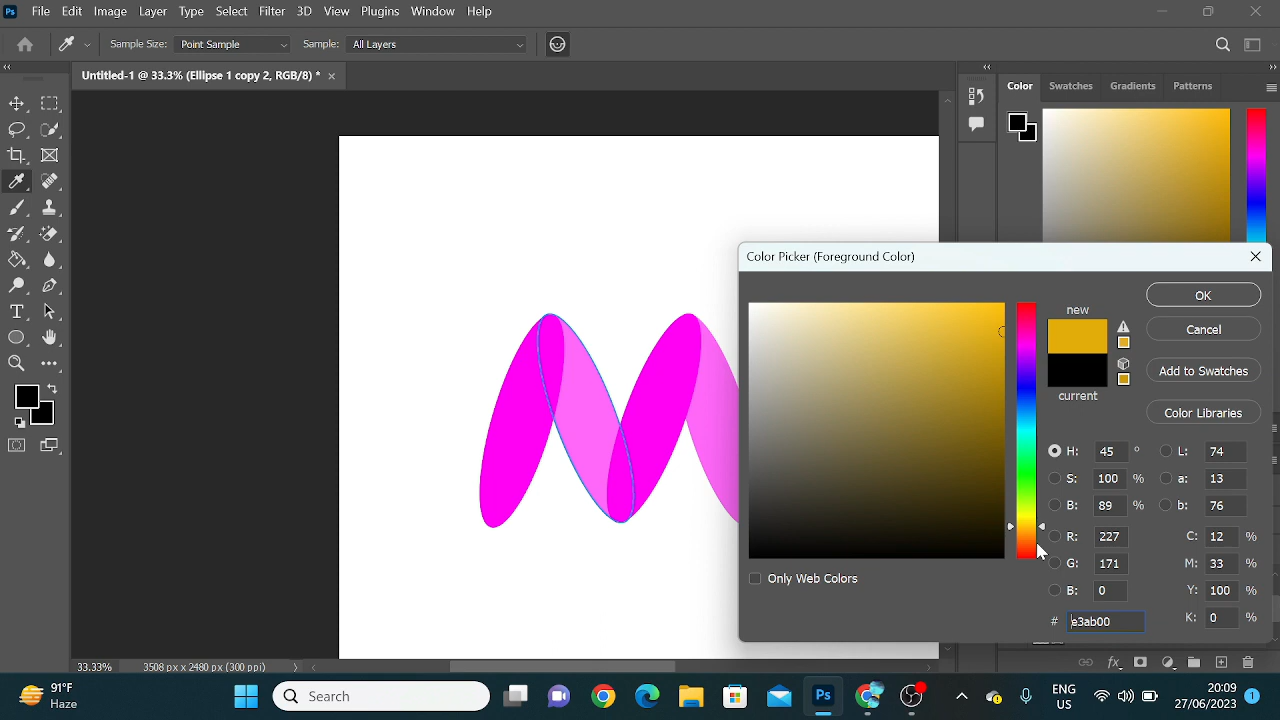 Ps File Edit Image Layer Type Select Filter 3D View Plugins Window Help
Sample Size: Point Sample Sample: All Layers
Untitled-1 @ 33.3% (Ellipse 1 copy 2, RGB/8) *
Color Swatches Gradients Patterns
Color Picker (Foreground Color)
new
current
OK
Cancel
Add to Swatches
Color Libraries
H: 45 ° L: 74
S: 100 % a: 13
B: 89 % b: 76
R: 227 C: 12 %
G: 171 M: 33 %
B: 0 Y: 100 %
# e3ab00 K: 0 %
Only Web Colors
33.33% 3508 px x 2480 px (300 ppi)
fx
91°F
Haze
Search
Ps
ENG
US
20:09
27/06/2023
1